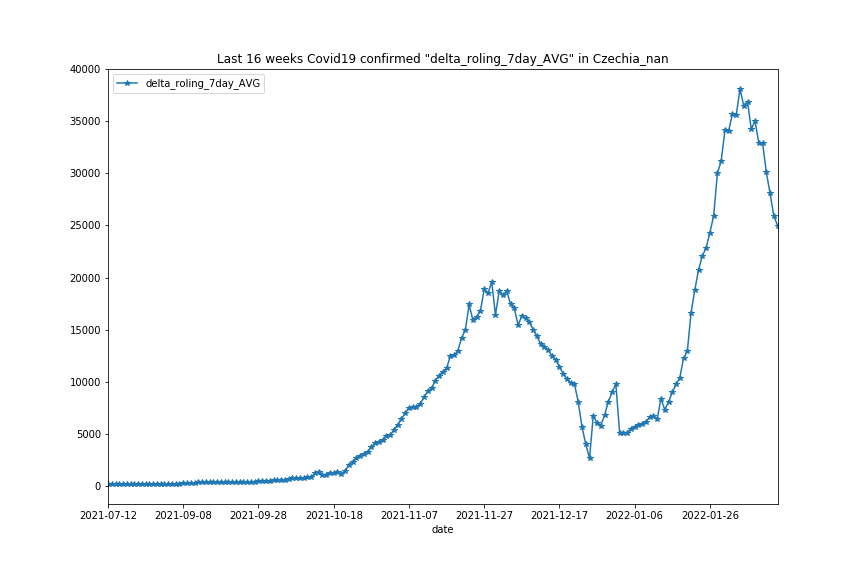 Last 16 weeks Covid19 confirmed "delta_roling_7day_AVG" in Czechia_nan
delta_roling_7day_AVG
40000
35000
30000
25000
20000
15000
10000
5000
0
2021-07-12 2021-09-08 2021-09-28 2021-10-18 2021-11-07 2021-11-27 2021-12-17 2022-01-06 2022-01-26
date